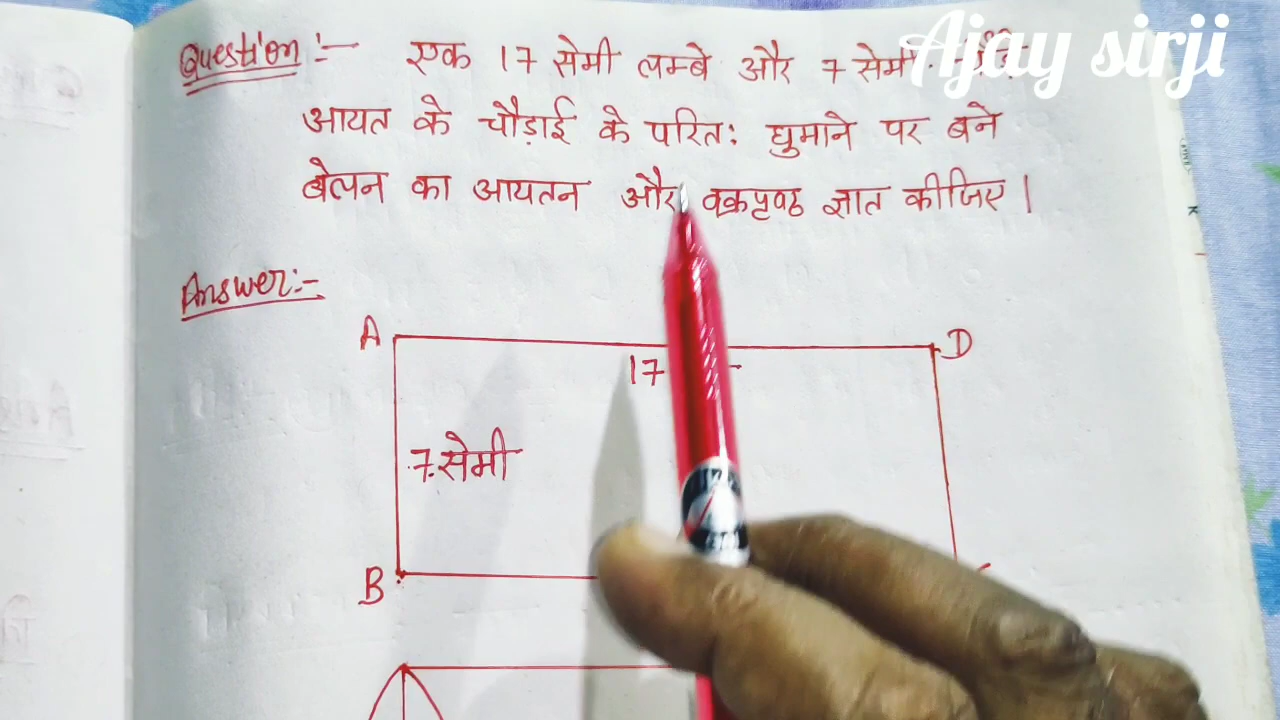 Ajay sirji
Question :- एक 17 सेमी लम्बे और 7 सेमी
आयत के चौड़ाई के परितः घुमाने पर बने
बेलन का आयतन और वक्रपृष्ठ ज्ञात कीजिए।
Answer:-
A
D
17
7 सेमी
B